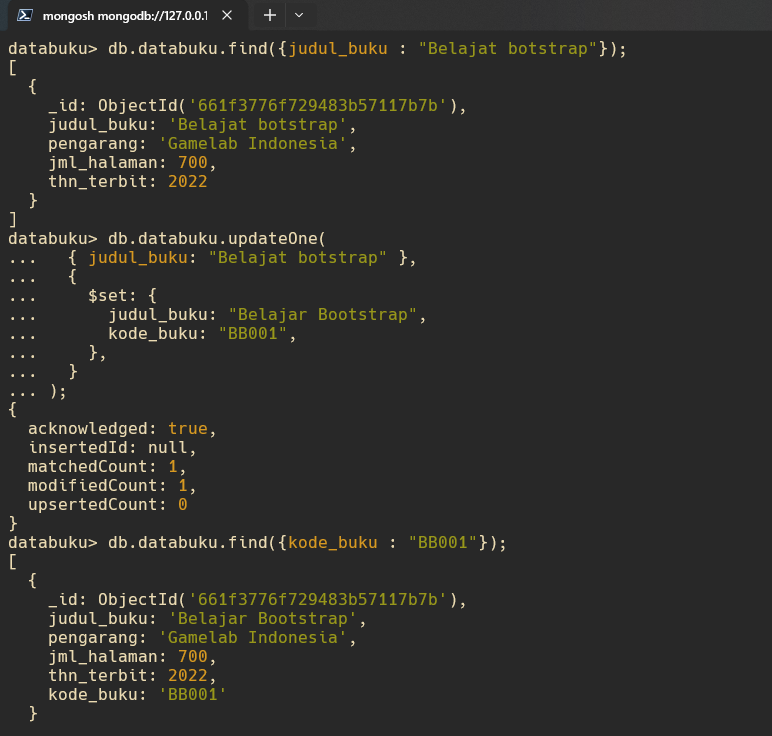 mongosh mongodb://127.0.0.1
databuku> db.databuku.find({judul_buku : "Belajat botstrap"});
[
  {
    _id: ObjectId('661f3776f729483b57117b7b'),
    judul_buku: 'Belajat botstrap',
    pengarang: 'Gamelab Indonesia',
    jml_halaman: 700,
    thn_terbit: 2022
  }
]
databuku> db.databuku.updateOne(
...   { judul_buku: "Belajat botstrap" },
...   {
...     $set: {
...       judul_buku: "Belajar Bootstrap",
...       kode_buku: "BB001",
...     },
...   }
... );
{
  acknowledged: true,
  insertedId: null,
  matchedCount: 1,
  modifiedCount: 1,
  upsertedCount: 0
}
databuku> db.databuku.find({kode_buku : "BB001"});
[
  {
    _id: ObjectId('661f3776f729483b57117b7b'),
    judul_buku: 'Belajar Bootstrap',
    pengarang: 'Gamelab Indonesia',
    jml_halaman: 700,
    thn_terbit: 2022,
    kode_buku: 'BB001'
  }